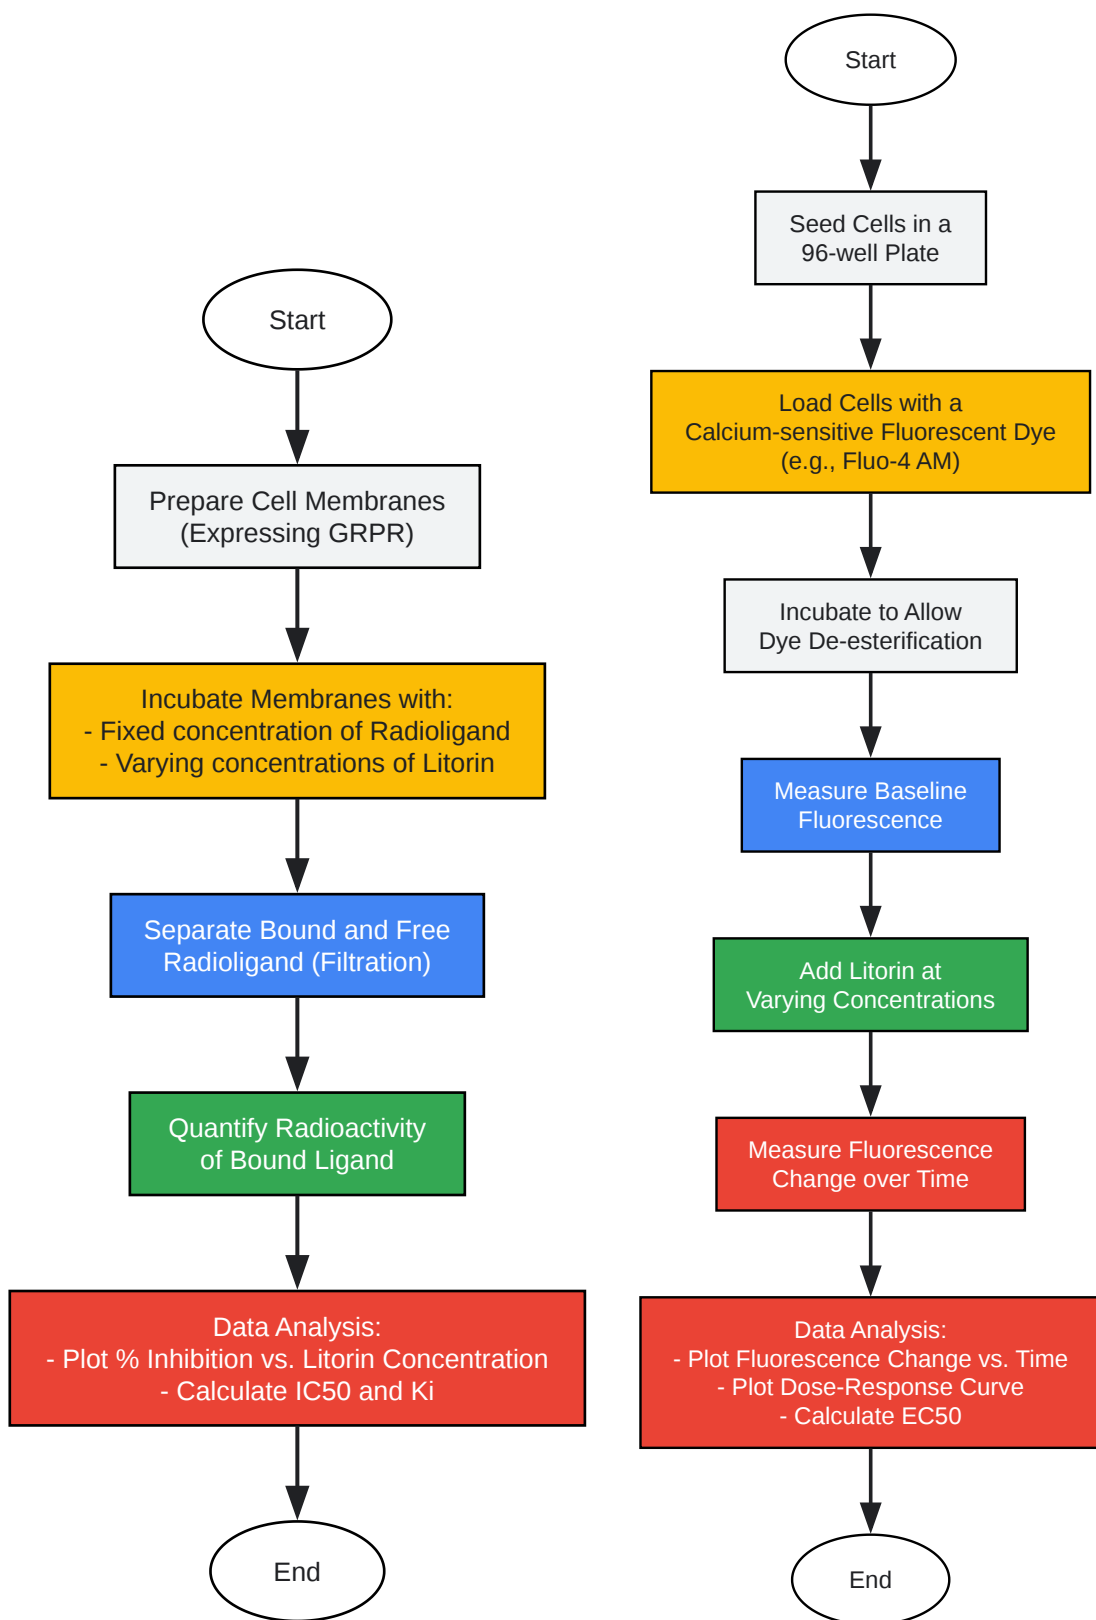 Start
Prepare Cell Membranes
(Expressing GRPR)
Incubate Membranes with:
- Fixed concentration of Radioligand
- Varying concentrations of Litorin
Separate Bound and Free
Radioligand (Filtration)
Quantify Radioactivity
of Bound Ligand
Data Analysis:
- Plot % Inhibition vs. Litorin Concentration
- Calculate IC50 and Ki
End
Start
Seed Cells in a
96-well Plate
Load Cells with a
Calcium-sensitive Fluorescent Dye
(e.g., Fluo-4 AM)
Incubate to Allow
Dye De-esterification
Measure Baseline
Fluorescence
Add Litorin at
Varying Concentrations
Measure Fluorescence
Change over Time
Data Analysis:
- Plot Fluorescence Change vs. Time
- Plot Dose-Response Curve
- Calculate EC50
End